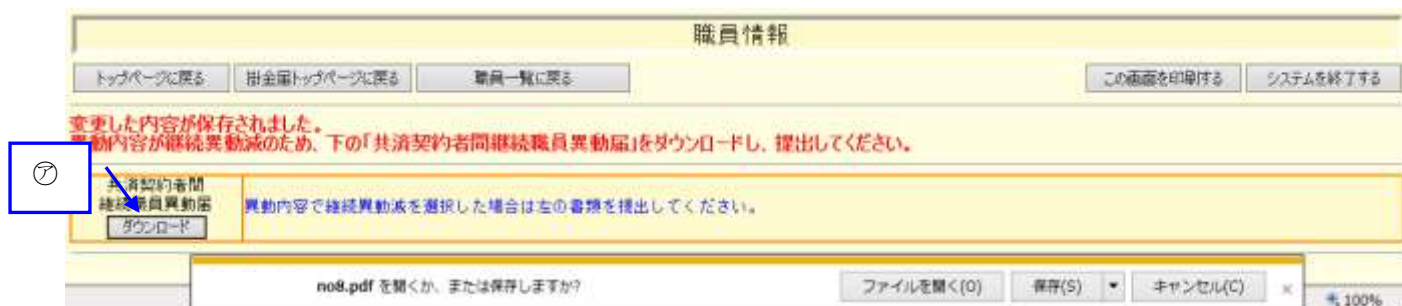 職員情報
トップページに戻る 掛金届トップページに戻る 職員一覧に戻る この画面を印刷する システムを終了する
変更した内容が保存されました。
異動内容が継続異動減のため、下の「共済契約者間継続職員異動届」をダウンロードし、提出してください。
㋐
共済契約者間
継続職員異動届
ダウンロード
異動内容で継続異動減を選択した場合は左の書類を提出してください。
no8.pdf を開くか、または保存しますか?
ファイルを開く(O) 保存(S) ▼ キャンセル(C) ×
100%